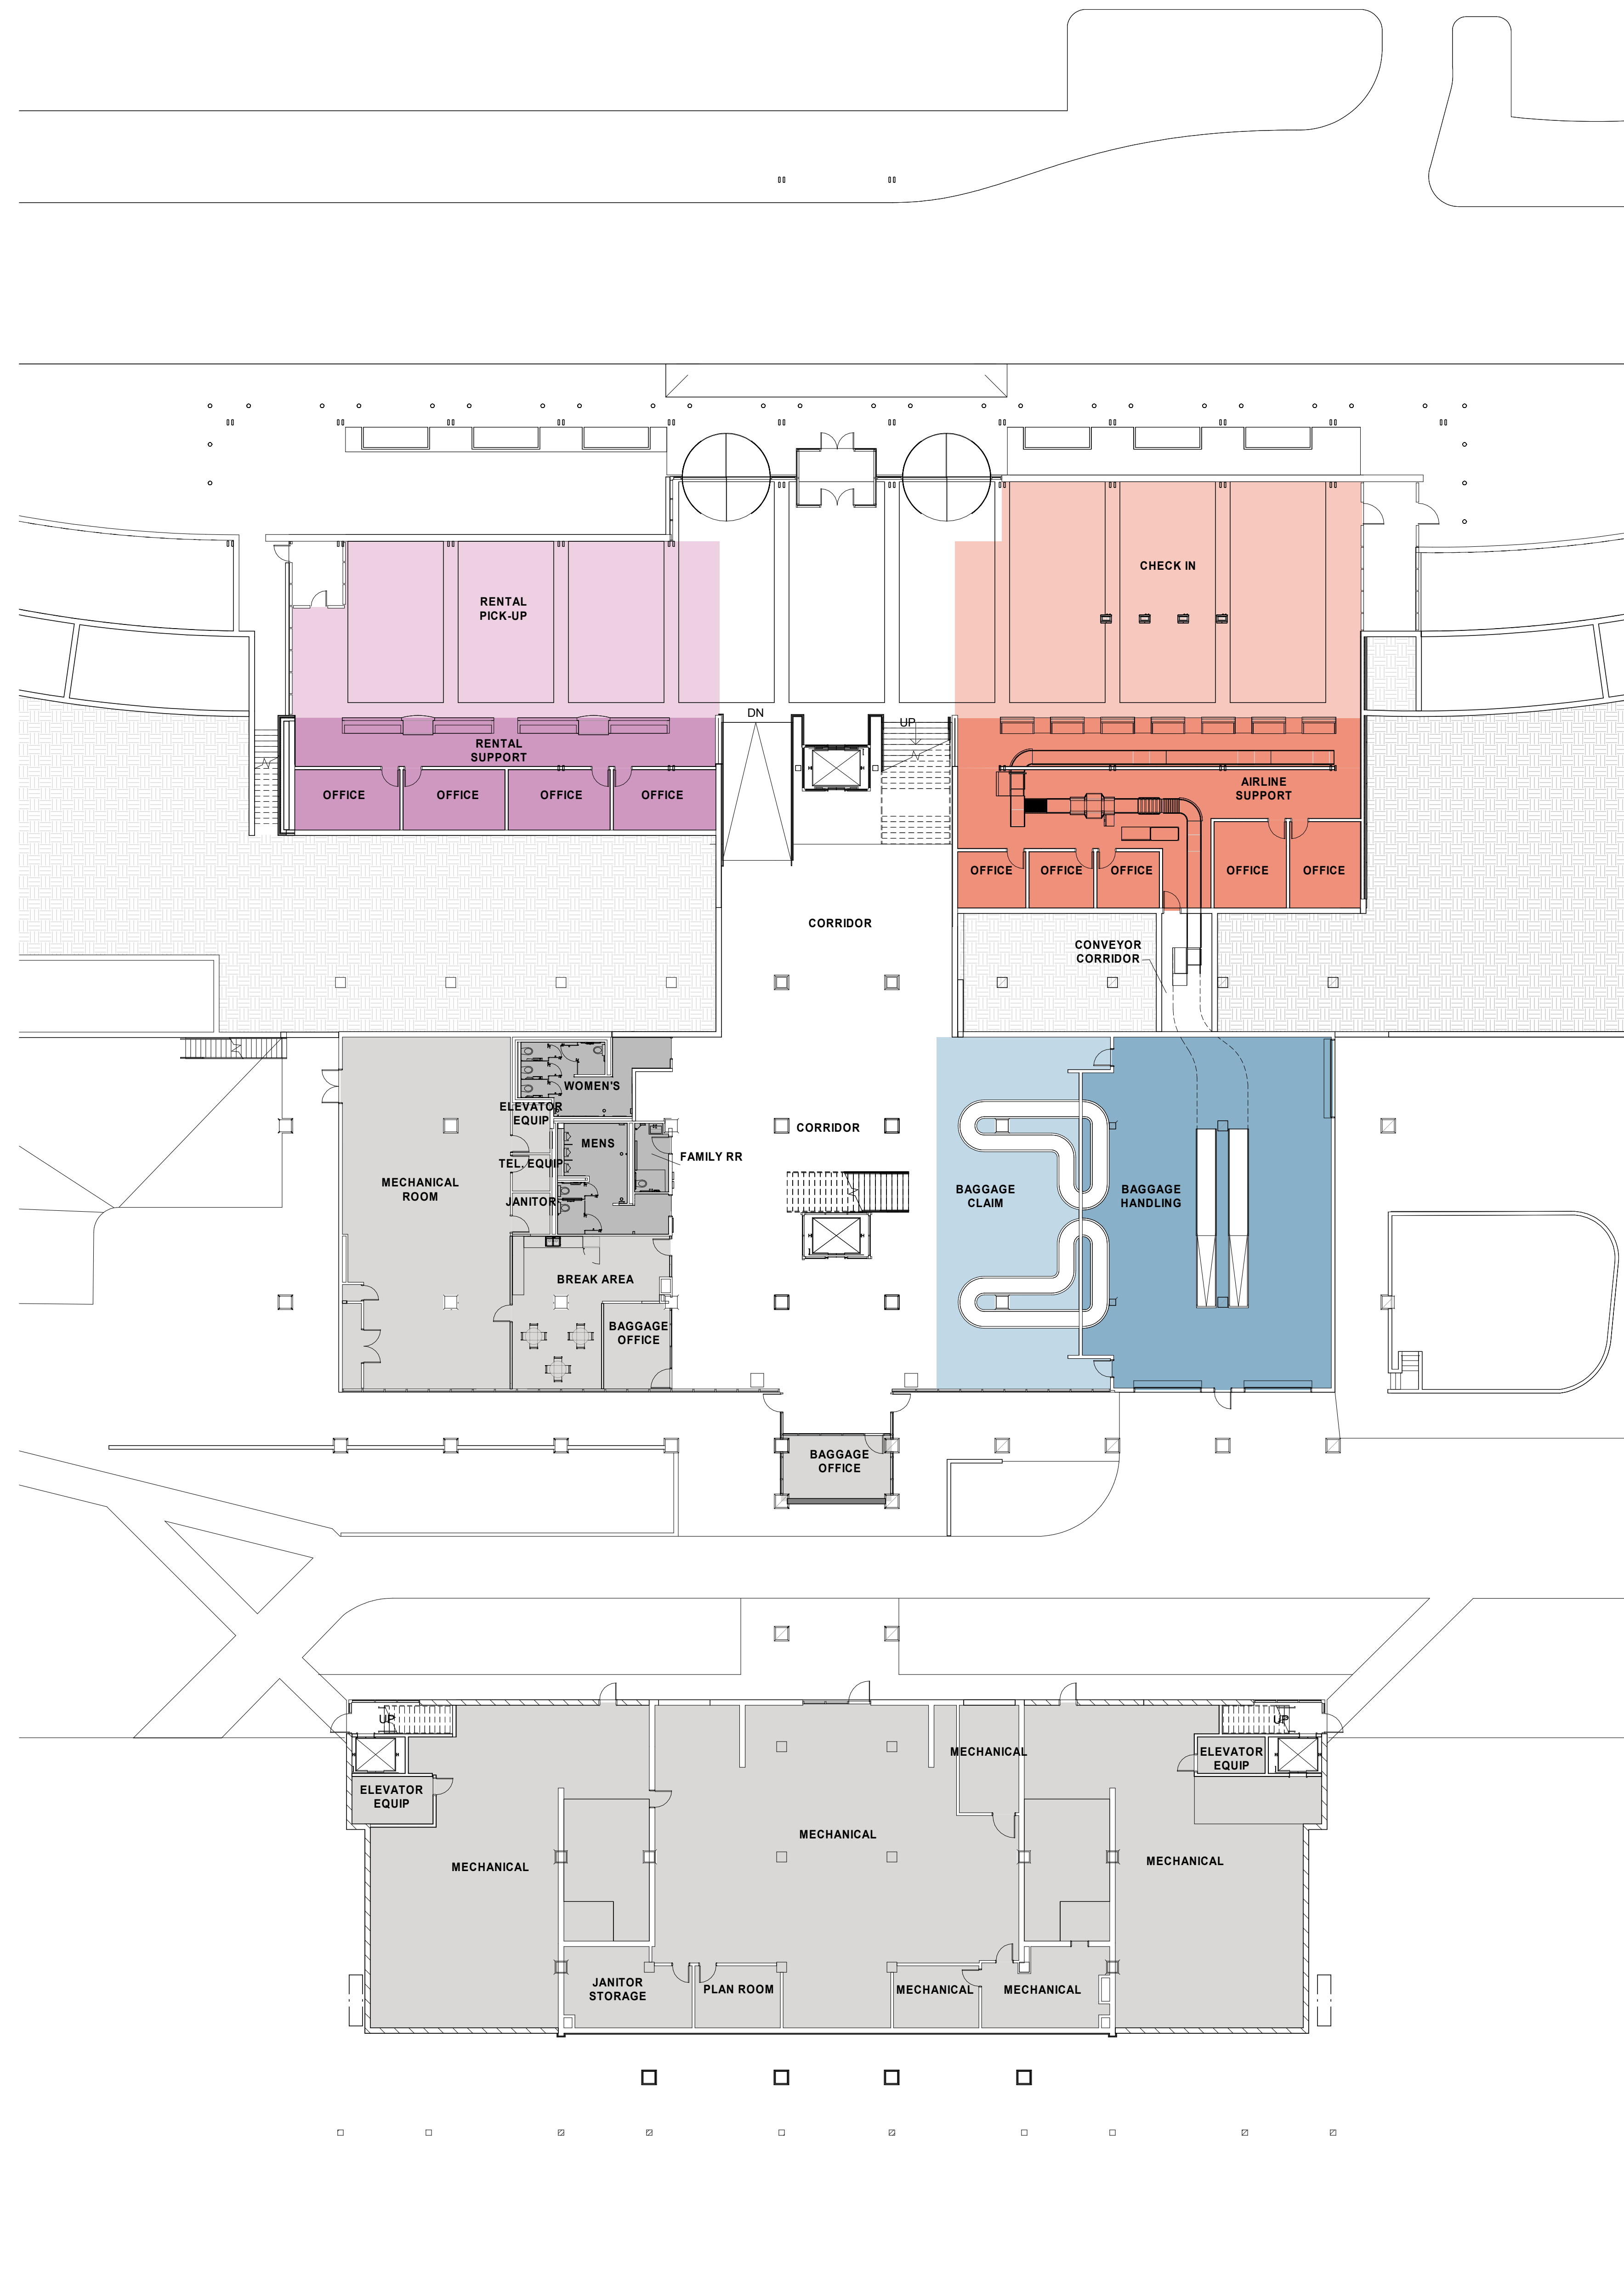 CHECK IN
RENTAL
PICK-UP
DN
UP
RENTAL
SUPPORT
AIRLINE
SUPPORT
OFFICE
OFFICE
OFFICE
OFFICE
OFFICE
OFFICE
OFFICE
OFFICE
OFFICE
CORRIDOR
CONVEYOR
CORRIDOR
WOMEN'S
ELEVATOR
EQUIP
CORRIDOR
MENS
FAMILY RR
TEL. EQUIP
MECHANICAL
ROOM
JANITOR
BAGGAGE
CLAIM
BAGGAGE
HANDLING
BREAK AREA
BAGGAGE
OFFICE
BAGGAGE
OFFICE
UP
UP
MECHANICAL
ELEVATOR
EQUIP
ELEVATOR
EQUIP
MECHANICAL
MECHANICAL
MECHANICAL
JANITOR
STORAGE
PLAN ROOM
MECHANICAL
MECHANICAL